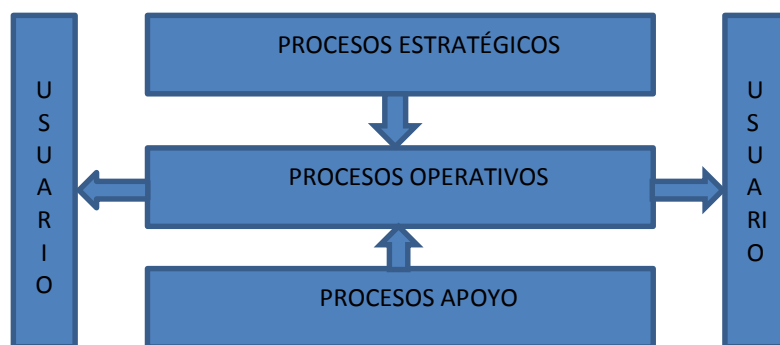 PROCESOS ESTRATÉGICOS
U
S
U
A
R
I
O
PROCESOS OPERATIVOS
U
S
U
A
RI
O
PROCESOS APOYO